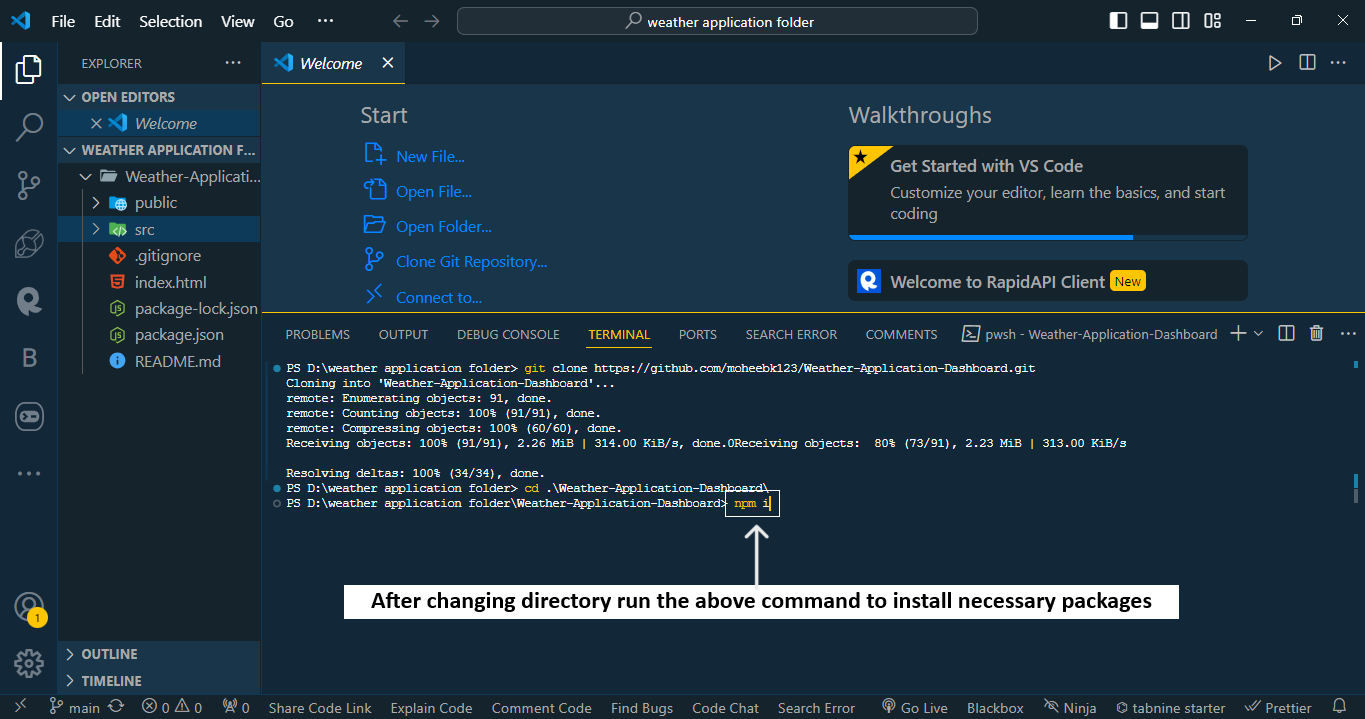 File Edit Selection View Go ···
weather application folder
EXPLORER ···
OPEN EDITORS
Welcome
WEATHER APPLICATION F...
Weather-Applicati...
public
src
.gitignore
index.html
package-lock.json
package.json
README.md
B
1
OUTLINE
TIMELINE
Welcome
Start
New File...
Open File...
Open Folder...
Clone Git Repository...
Connect to...
Walkthroughs
Get Started with VS Code
Customize your editor, learn the basics, and start
coding
Welcome to RapidAPI Client New
PROBLEMS OUTPUT DEBUG CONSOLE TERMINAL PORTS SEARCH ERROR COMMENTS pwsh - Weather-Application-Dashboard
PS D:\weather application folder> git clone https://github.com/moheebk123/Weather-Application-Dashboard.git
Cloning into 'Weather-Application-Dashboard'...
remote: Enumerating objects: 91, done.
remote: Counting objects: 100% (91/91), done.
remote: Compressing objects: 100% (60/60), done.
Receiving objects: 100% (91/91), 2.26 MiB | 314.00 KiB/s, done.0Receiving objects:  80% (73/91), 2.23 MiB | 313.00 KiB/s
Resolving deltas: 100% (34/34), done.
PS D:\weather application folder> cd .\Weather-Application-Dashboard\
PS D:\weather application folder\Weather-Application-Dashboard> npm i
After changing directory run the above command to install necessary packages
main 0 0 0 Share Code Link Explain Code Comment Code Find Bugs Code Chat Search Error Go Live Blackbox Ninja tabnine starter Prettier